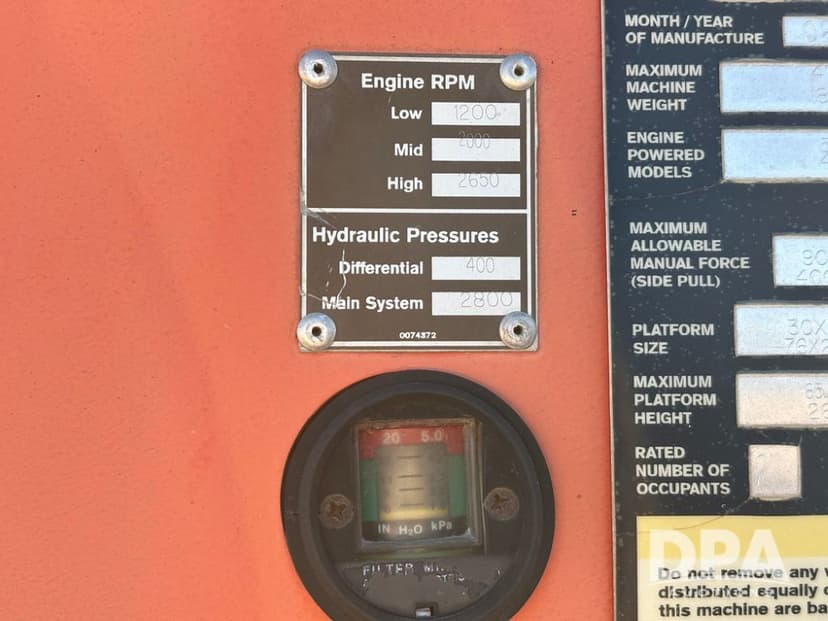 Engine RPM
Low 1200
Mid 2000
High 2650
Hydraulic Pressures
Differential 400
Main System 2800
0074372
20 5.0
IN H₂O kPa
FILTER
MONTH / YEAR
OF MANUFACTURE
MAXIMUM
MACHINE
WEIGHT
ENGINE
POWERED
MODELS
MAXIMUM
ALLOWABLE
MANUAL FORCE
(SIDE PULL)
PLATFORM
SIZE
MAXIMUM
PLATFORM
HEIGHT
RATED
NUMBER OF
OCCUPANTS
DPA
Do not remove any
distributed equally
this machine are